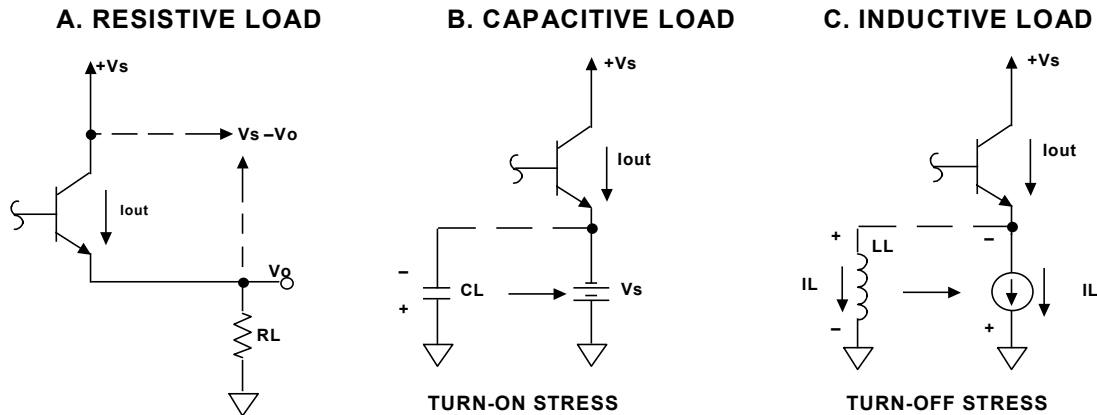 A. RESISTIVE LOAD
+Vs
Vs –Vo
Iout
Vo
RL
B. CAPACITIVE LOAD
+Vs
Iout
–
+
CL
Vs
TURN-ON STRESS
C. INDUCTIVE LOAD
+Vs
Iout
+
LL
–
IL
IL
–
+
TURN-OFF STRESS